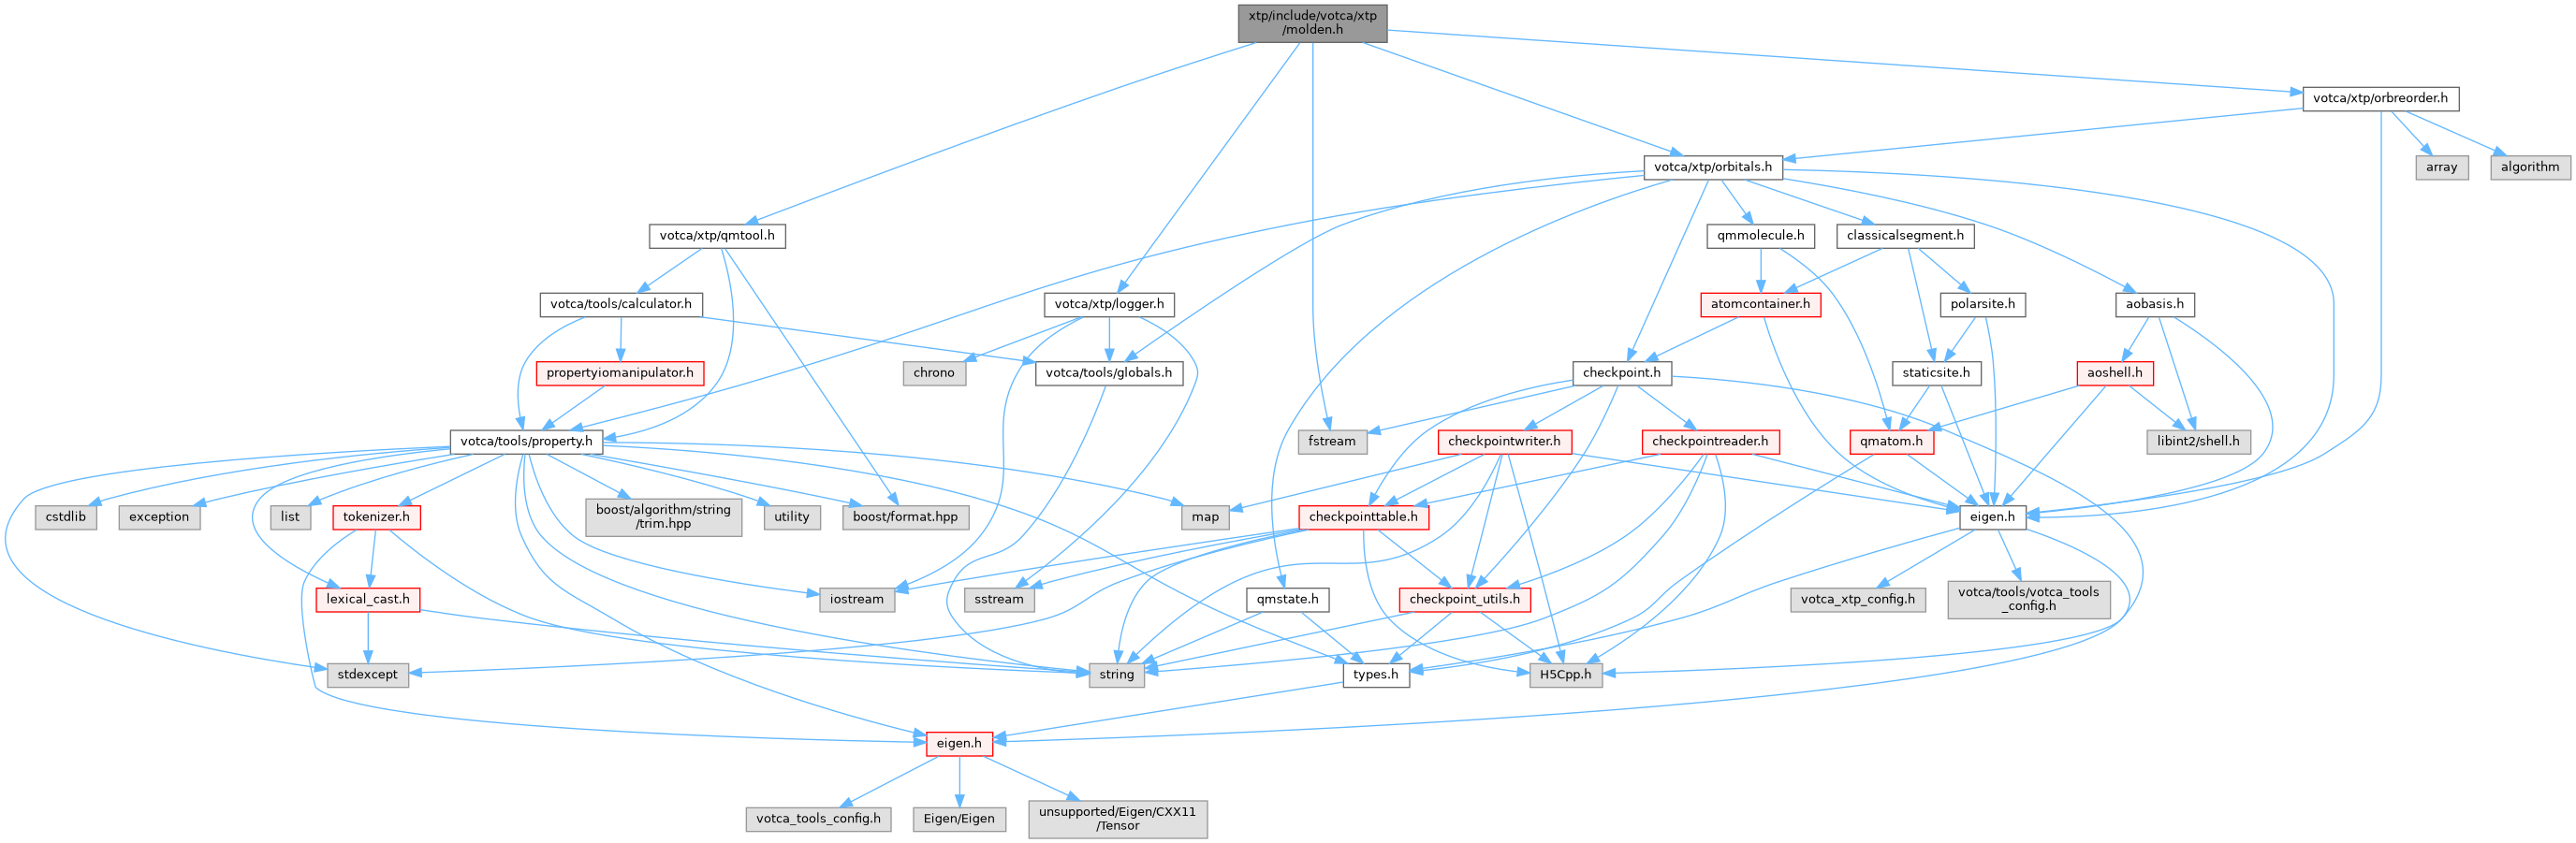 xtp/include/votca/xtp
/molden.h
votca/xtp/orbreorder.h
votca/xtp/orbitals.h
array
algorithm
votca/xtp/qmtool.h
qmmolecule.h
classicalsegment.h
votca/tools/calculator.h
votca/xtp/logger.h
atomcontainer.h
polarsite.h
aobasis.h
propertyiomanipulator.h
chrono
votca/tools/globals.h
checkpoint.h
staticsite.h
aoshell.h
votca/tools/property.h
fstream
checkpointwriter.h
checkpointreader.h
qmatom.h
libint2/shell.h
cstdlib
exception
list
tokenizer.h
boost/algorithm/string
/trim.hpp
utility
boost/format.hpp
map
checkpointtable.h
eigen.h
lexical_cast.h
iostream
sstream
qmstate.h
checkpoint_utils.h
votca_xtp_config.h
votca/tools/votca_tools
_config.h
stdexcept
string
types.h
H5Cpp.h
eigen.h
votca_tools_config.h
Eigen/Eigen
unsupported/Eigen/CXX11
/Tensor